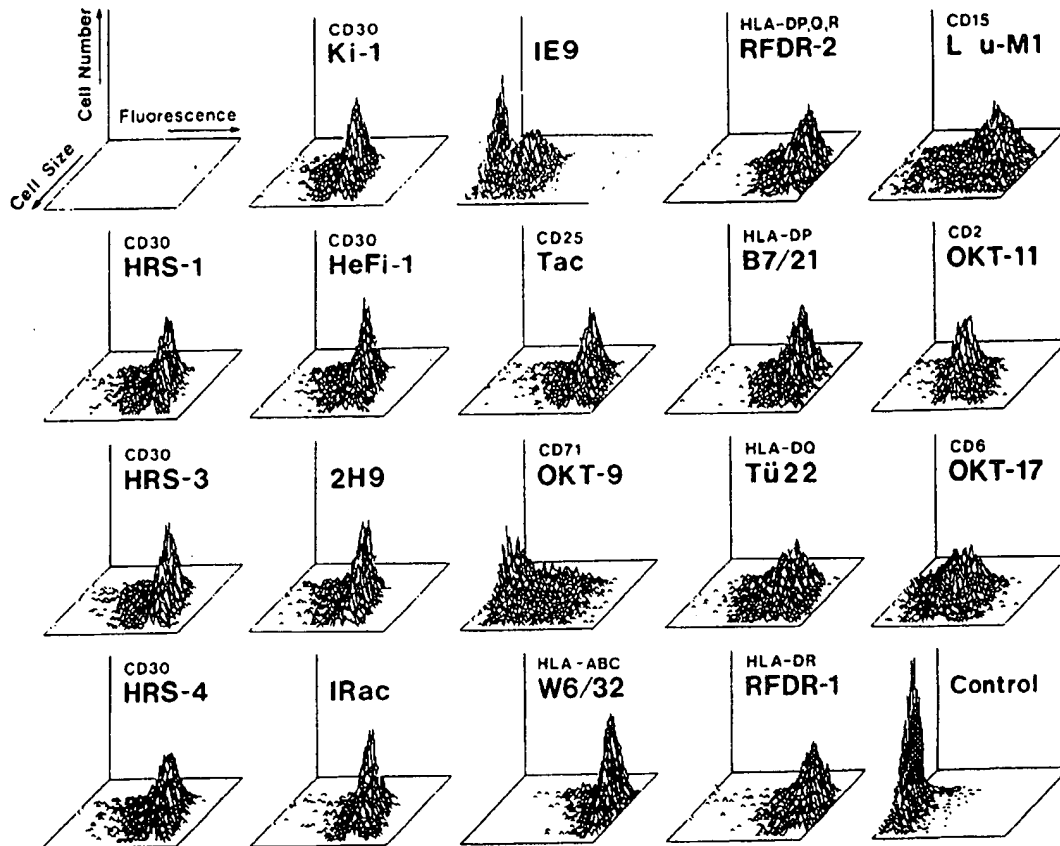 Cell Number
Fluorescence
Cell Size
CD30
Ki-1
IE9
HLA-DP,Q,R
RFDR-2
CD15
L u-M1
CD30
HRS-1
CD30
HeFi-1
CD25
Tac
HLA-DP
B7/21
CD2
OKT-11
CD30
HRS-3
2H9
CD71
OKT-9
HLA-DQ
Tü22
CD6
OKT-17
CD30
HRS-4
IRac
HLA-ABC
W6/32
HLA-DR
RFDR-1
Control